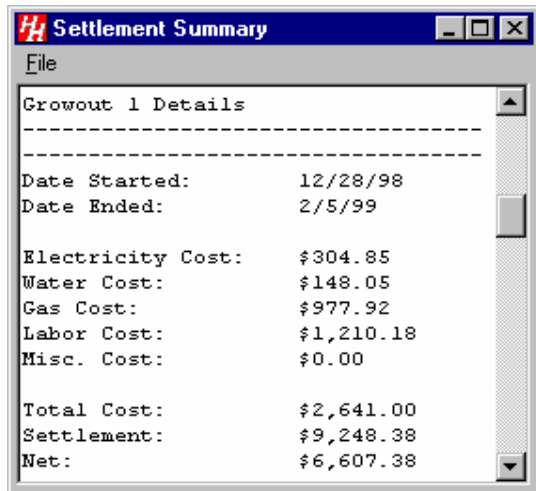 Settlement Summary
File
Growout 1 Details
-----------------------------------
-----------------------------------
Date Started: 12/28/98
Date Ended: 2/5/99
Electricity Cost: $304.85
Water Cost: $148.05
Gas Cost: $977.92
Labor Cost: $1,210.18
Misc. Cost: $0.00
Total Cost: $2,641.00
Settlement: $9,248.38
Net: $6,607.38